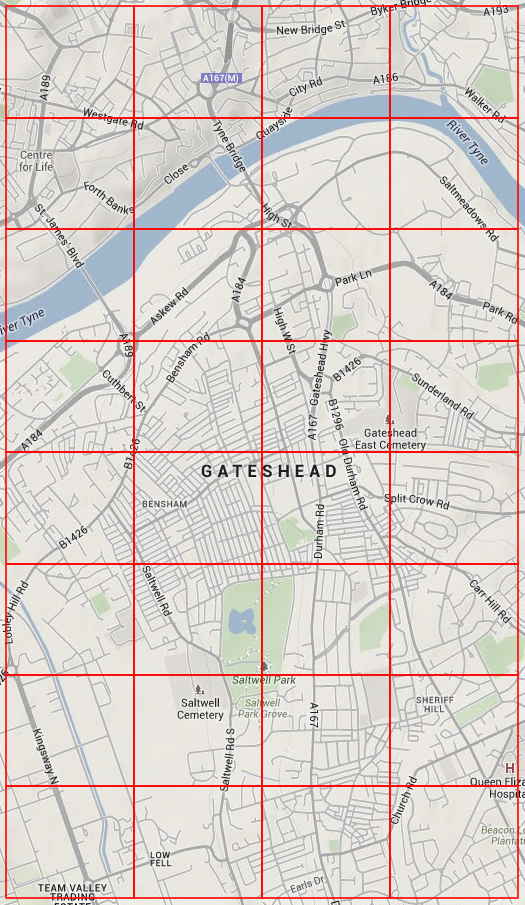 Byker Bridge
A193
New Bridge St
A167(M)
A186
City Rd
A189
Walker Rd
Westgate Rd
Quayside
Tyne Bridge
River Tyne
Centre
for Life
Close
Forth Banks
Saltmeadows Rd
St. James' Blvd
High St
Park Ln
A184
A184
Park Rd
Askew Rd
River Tyne
High W St
Gateshead Hwy
A189
Bensham Rd
B1426
Cuthbert St
Sunderland Rd
A167
B1296
Gateshead
East Cemetery
A184
B1426
Old Durham Rd
GATESHEAD
BENSHAM
Split Crow Rd
Durham Rd
B1426
Saltwell Rd
Lobley Hill Rd
Carr Hill Rd
Saltwell Park
Saltwell
Cemetery
Saltwell
Park Grove
A167
SHERIFF
HILL
Kingsway N
Saltwell Rd S
H
Queen Eliza
Hospita
Church Rd
Beacon
Plantati
LOW
FELL
Earls Dr
TEAM VALLEY
TRADING
ESTATE